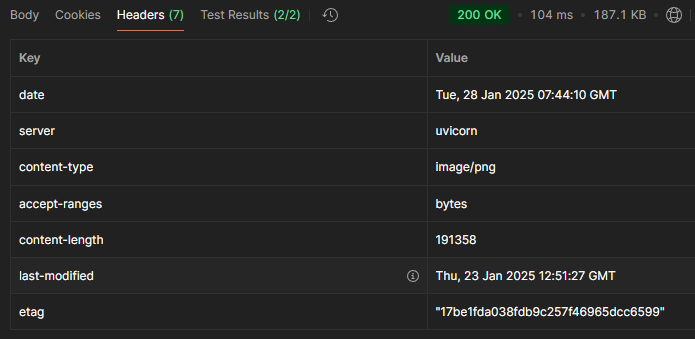 Body Cookies Headers (7) Test Results (2/2) 200 OK • 104 ms • 187.1 KB •
Key Value
date Tue, 28 Jan 2025 07:44:10 GMT
server uvicorn
content-type image/png
accept-ranges bytes
content-length 191358
last-modified Thu, 23 Jan 2025 12:51:27 GMT
etag "17be1fda038fdb9c257f46965dcc6599"